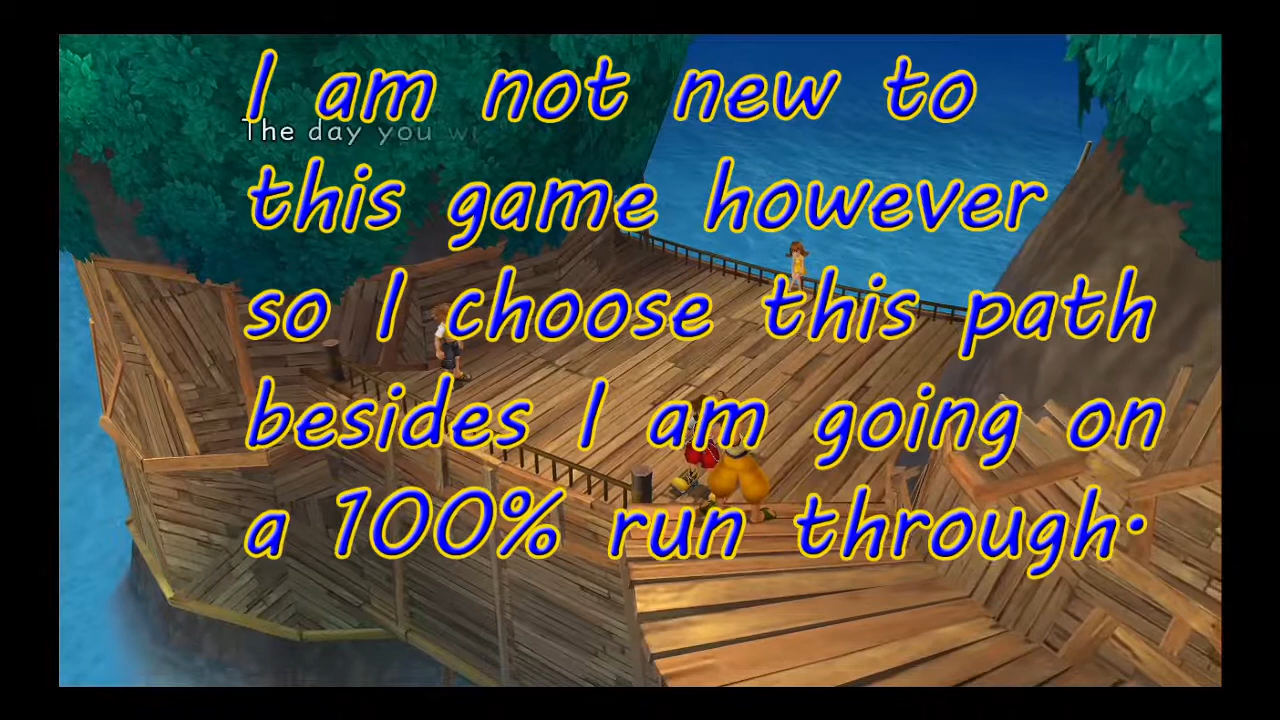 I am not new to
The day you wi
this game however
so I choose this path
besides I am going on
a 100% run through.